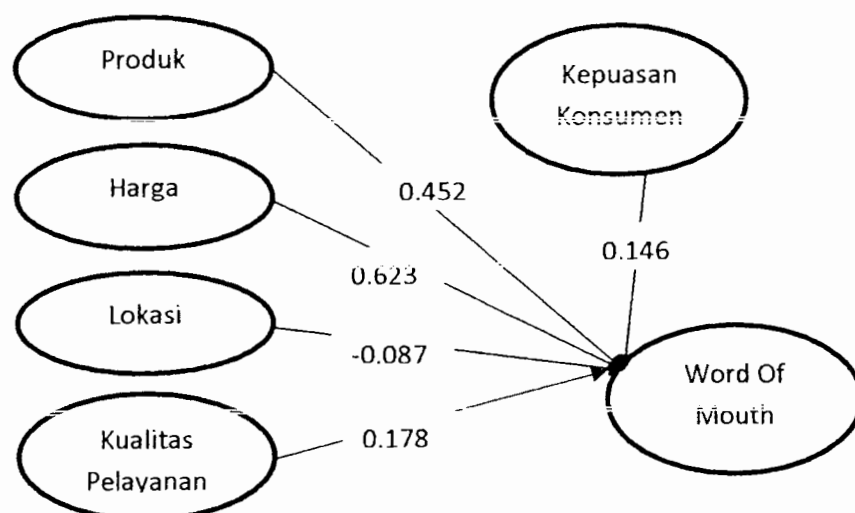 Produk
Kepuasan
Konsumen
Harga
0.452
0.623
0.146
Lokasi
-0.087
Word Of
Mouth
Kualitas
Pelayanan
0.178